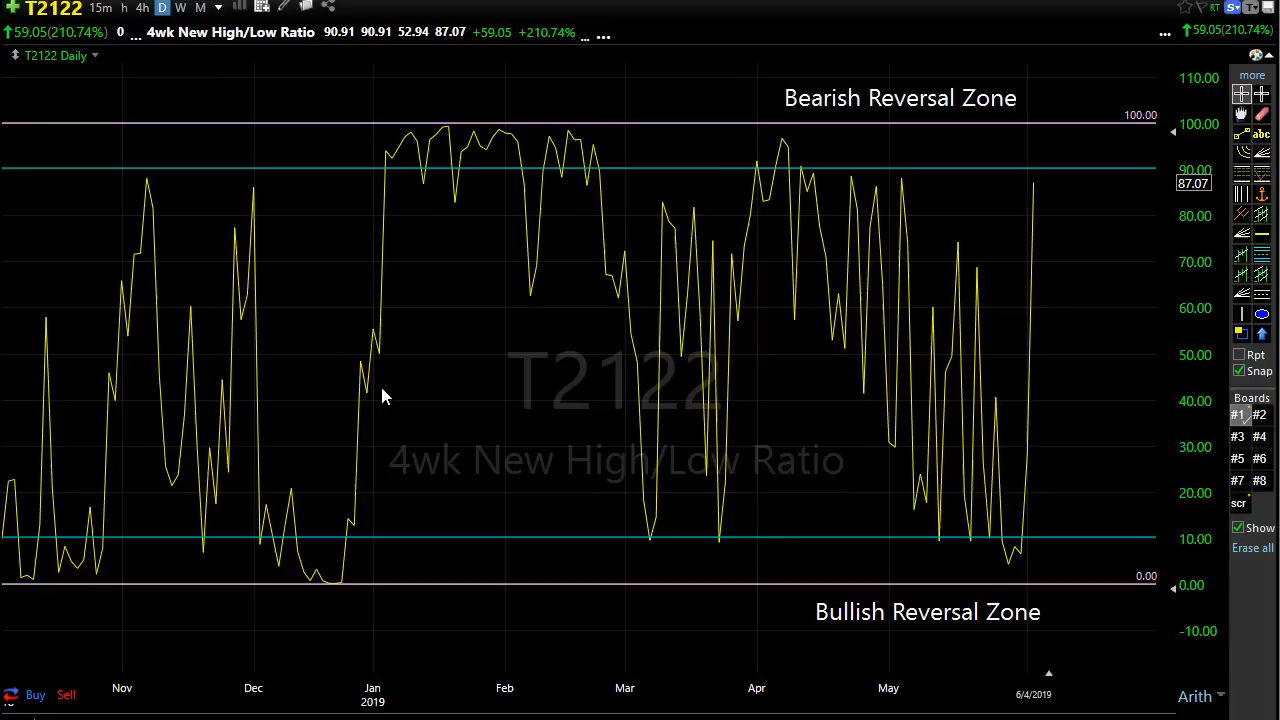 T2122 15m h 4h D W M
59.05(210.74%) 0 ... 4wk New High/Low Ratio 90.91 90.91 52.94 87.07 +59.05 +210.74% ... ... ... 59.05(210.74%)
RT S T
T2122 Daily
more
abc
Bearish Reversal Zone
Bullish Reversal Zone
100.00
0.00
110.00
100.00
90.00
87.07
80.00
70.00
60.00
50.00
40.00
30.00
20.00
10.00
0.00
-10.00
T2122
4wk New High/Low Ratio
Rpt
Snap
Boards
#1 #2
#3 #4
#5 #6
#7 #8
scr
Show
Erase all
Buy Sell
Nov Dec Jan Feb Mar Apr May 6/4/2019
2019
Arith